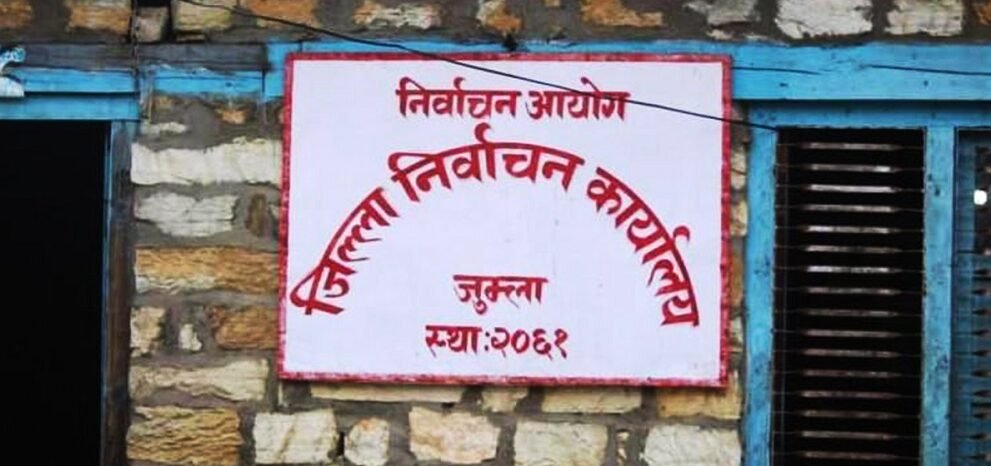 निर्वाचन आयोग
जिल्ला निर्वाचन कार्यालय
जुम्ला
स्था:२०६१